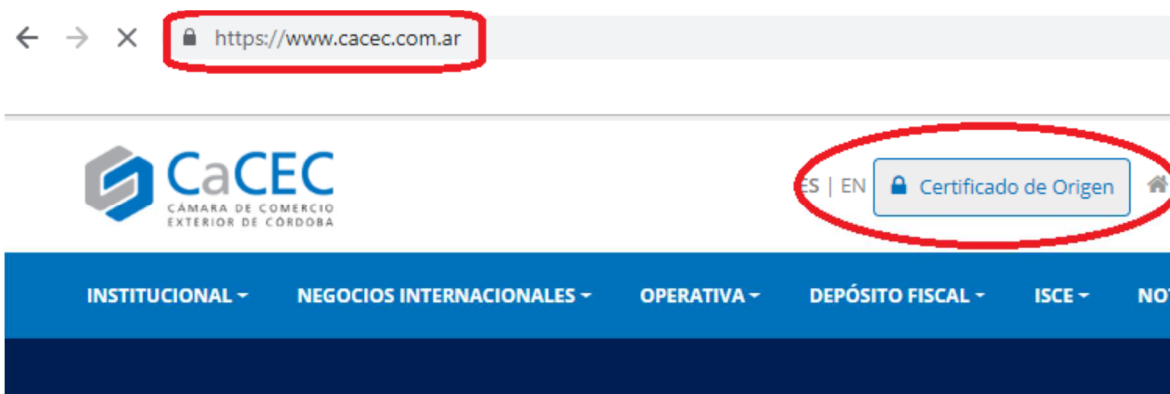 https://www.cacec.com.ar
CaCEC
CÁMARA DE COMERCIO
EXTERIOR DE CÓRDOBA
ES | EN
Certificado de Origen
INSTITUCIONAL
NEGOCIOS INTERNACIONALES
OPERATIVA
DEPÓSITO FISCAL
ISCE